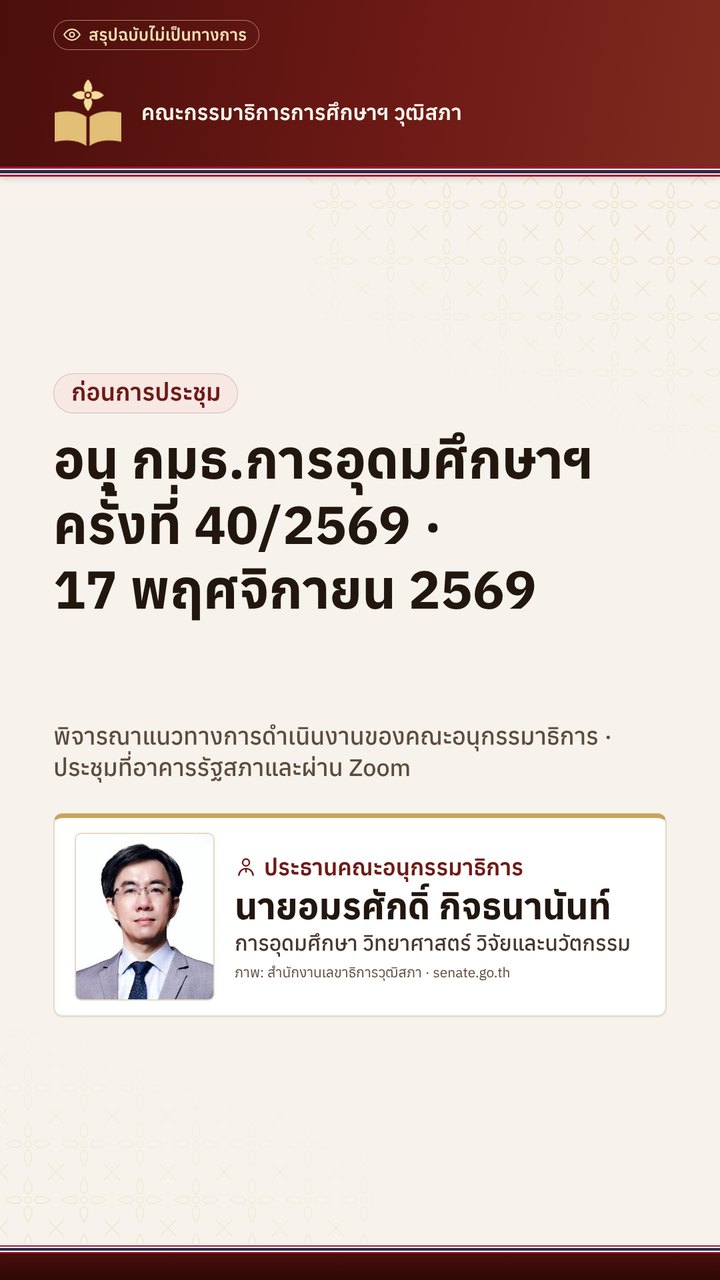 สรุปฉบับไม่เป็นทางการ
คณะกรรมาธิการการศึกษาฯ วุฒิสภา
ก่อนการประชุม
อนุ กมธ.การอุดมศึกษาฯ
ครั้งที่ 40/2569 ·
17 พฤศจิกายน 2569
พิจารณาแนวทางการดำเนินงานของคณะอนุกรรมาธิการ ·
ประชุมที่อาคารรัฐสภาและผ่าน Zoom
ประธานคณะอนุกรรมาธิการ
นายอมรศักดิ์ กิจธนานันท์
การอุดมศึกษา วิทยาศาสตร์ วิจัยและนวัตกรรม
ภาพ: สำนักงานเลขาธิการวุฒิสภา · senate.go.th